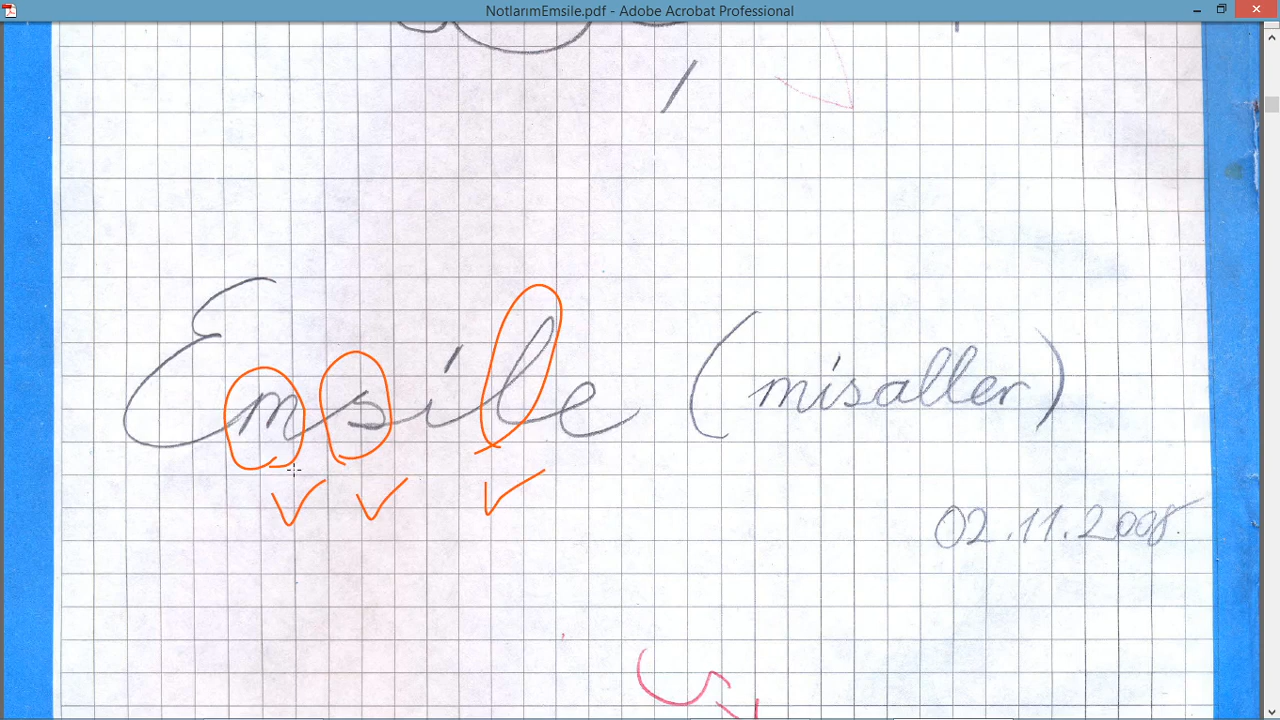 NotlarımEmsile.pdf - Adobe Acrobat Professional
Emsile (misaller)
02.11.2008.